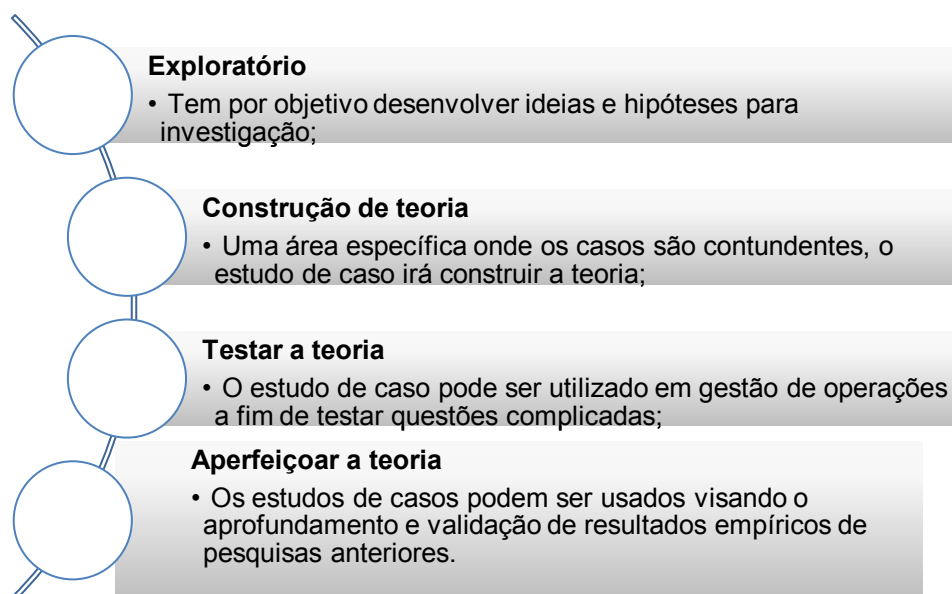 Exploratório
• Tem por objetivo desenvolver ideias e hipóteses para
investigação;
Construção de teoria
• Uma área específica onde os casos são contundentes, o
estudo de caso irá construir a teoria;
Testar a teoria
• O estudo de caso pode ser utilizado em gestão de operações
a fim de testar questões complicadas;
Aperfeiçoar a teoria
• Os estudos de casos podem ser usados visando o
aprofundamento e validação de resultados empíricos de
pesquisas anteriores.